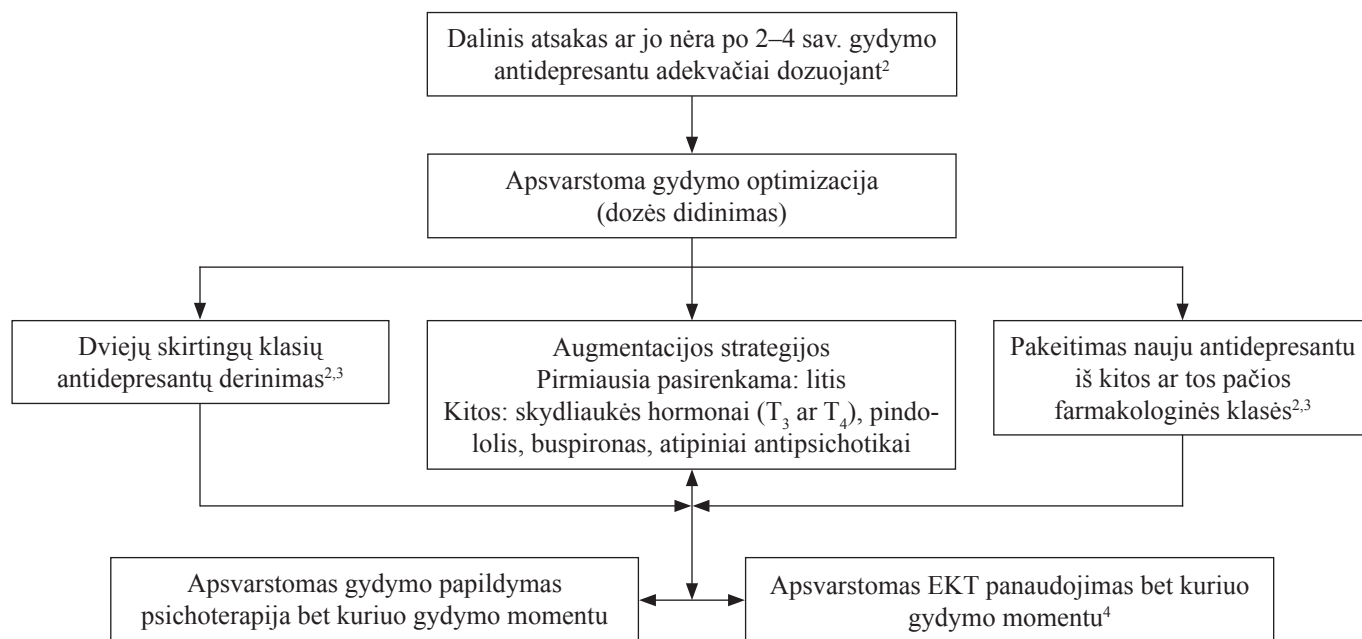 Dalinis atsakas ar jo nėra po 2–4 sav. gydymo
antidepresantu adekvačiai dozuojant²
Apsvarstoma gydymo optimizacija
(dozės didinimas)
Dviejų skirtingų klasių
antidepresantų derinimas²,³
Augmentacijos strategijos
Pirmiausia pasirenkama: litis
Kitos: skydliaukės hormonai (T₃ ar T₄), pindo-
lolis, buspironas, atipiniai antipsichotikai
Pakeitimas nauju antidepresantu
iš kitos ar tos pačios
farmakologinės klasės²,³
Apsvarstomas gydymo papildymas
psichoterapija bet kuriuo gydymo momentu
Apsvarstomas EKT panaudojimas bet kuriuo
gydymo momentu⁴